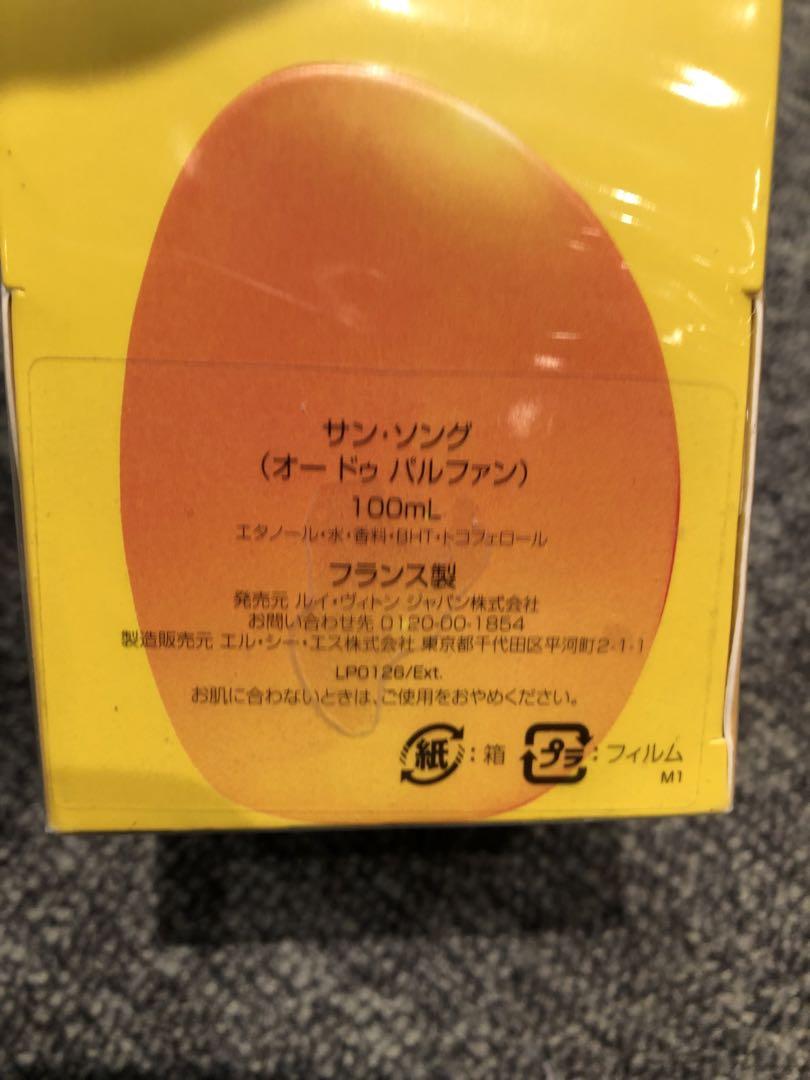 サン・ソング
(オー ドゥ パルファン)
100mL
エタノール・水・香料・BHT・トコフェロール
フランス製
発売元 ルイ・ヴィトン ジャパン株式会社
お問い合わせ先 0120-00-1854
製造販売元 エル・シー・エス株式会社 東京都千代田区平河町2-1-1
LP0126/Ext.
お肌に合わないときは、ご使用をおやめください。
紙 : 箱 プラ : フィルム
M1